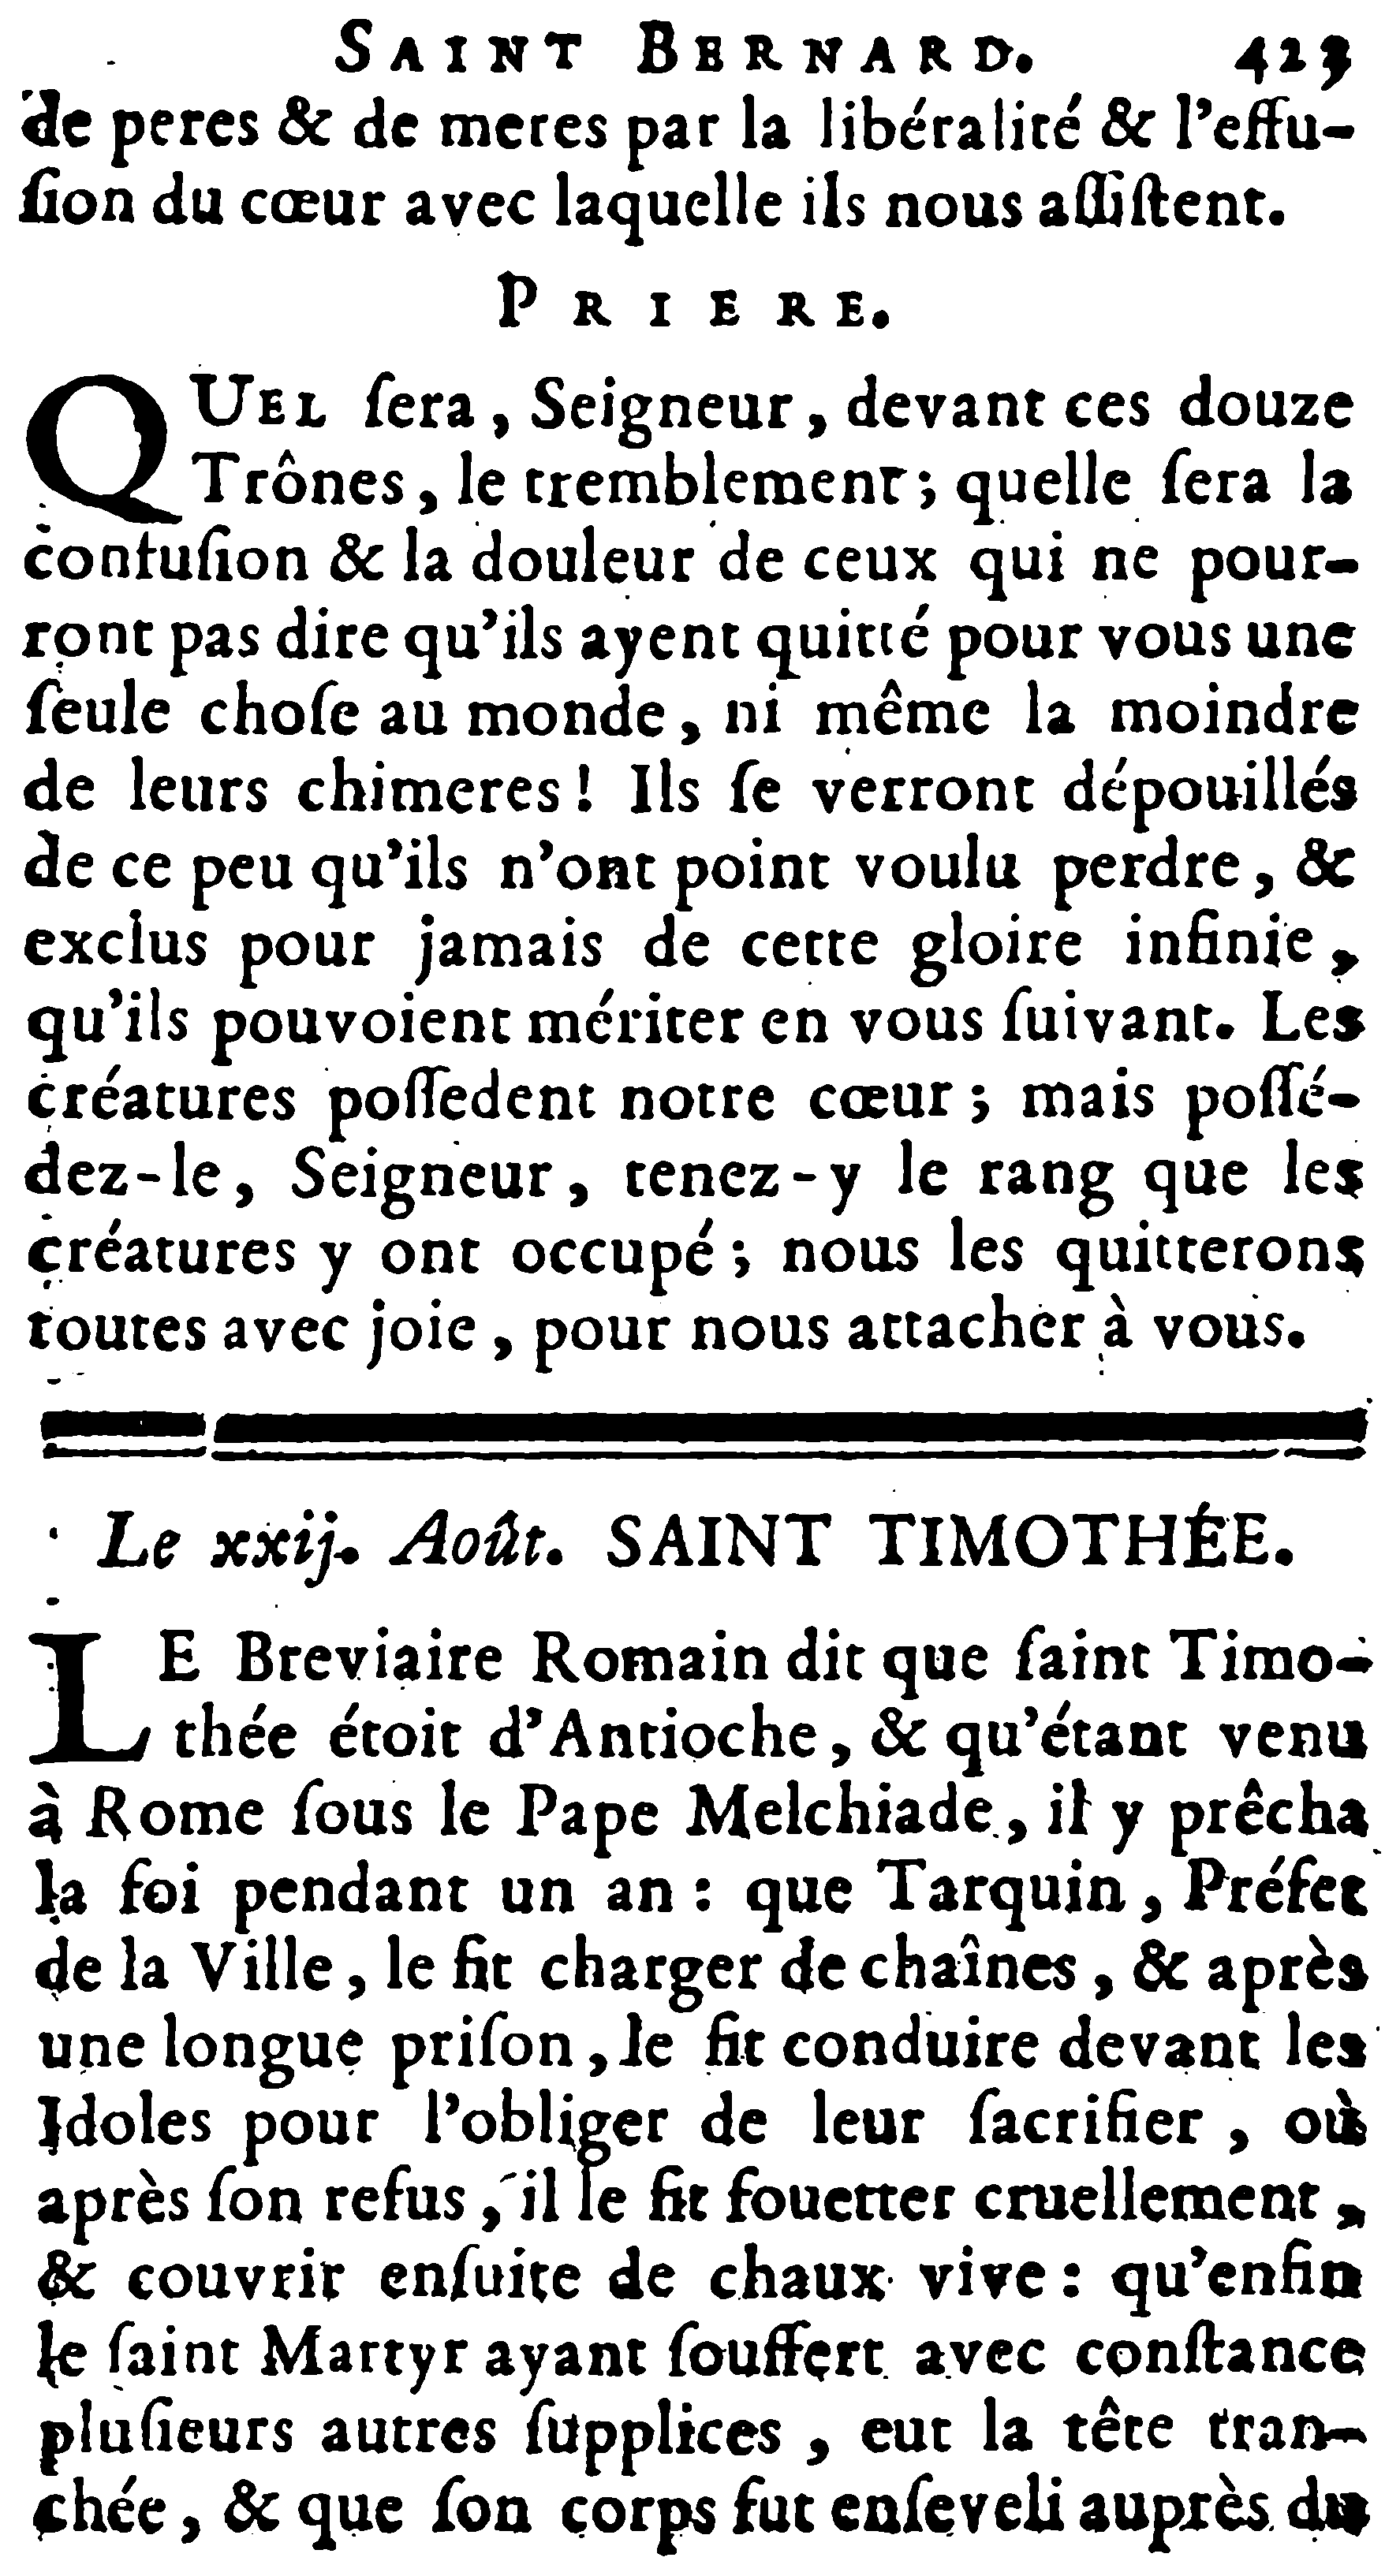 SAINT BERNARD. 423
de peres & de meres par la libéralité & l'effu-
ſion du cœur avec laquelle ils nous aſſiſtent.
PRIERE.
QUEL ſera, Seigneur, devant ces douze
Trônes, le tremblement; quelle ſera la
confuſion & la douleur de ceux qui ne pour-
ront pas dire qu'ils ayent quitté pour vous une
ſeule choſe au monde, ni même la moindre
de leurs chimeres! Ils ſe verront dépouillés
de ce peu qu'ils n'ont point voulu perdre, &
exclus pour jamais de cette gloire infinie,
qu'ils pouvoient mériter en vous ſuivant. Les
créatures poſſedent notre cœur; mais poſſé-
dez-le, Seigneur, tenez-y le rang que les
créatures y ont occupé; nous les quitterons
toutes avec joie, pour nous attacher à vous.
Le xxij. Août. SAINT TIMOTHÉE.
LE Breviaire Romain dit que ſaint Timo-
thée étoit d'Antioche, & qu'étant venu
à Rome ſous le Pape Melchiade, il y prêcha
la foi pendant un an: que Tarquin, Préfet
de la Ville, le fit charger de chaînes, & après
une longue priſon, le fit conduire devant les
Idoles pour l'obliger de leur ſacrifier, où
après ſon refus, il le fit fouetter cruellement,
& couvrir enſuite de chaux vive: qu'enfin
le ſaint Martyr ayant ſouffert avec conſtance
pluſieurs autres ſupplices, eut la tête tran-
chée, & que ſon corps fut enſeveli auprès du